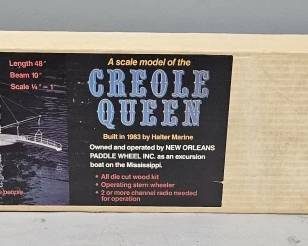 Length 48"
Beam 10"
Scale ¼" – 1'
A scale model of the
CREOLE
QUEEN
Built in 1983 by Halter Marine
Owned and operated by NEW ORLEANS
PADDLE WHEEL INC. as an excursion
boat on the Mississippi.
• All die cut wood kit
• Operating stern wheeler
• 2 or more channel radio needed
for operation
people